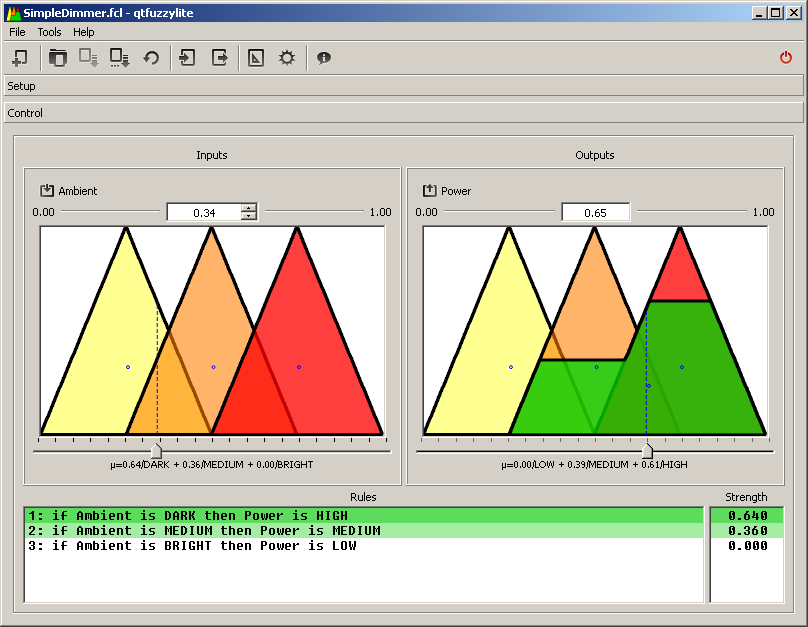 SimpleDimmer.fcl - qtfuzzylite
File Tools Help
Setup
Control
Inputs
Outputs
Ambient
Power
0.00 0.34 1.00
0.00 0.65 1.00
μ=0.64/DARK + 0.36/MEDIUM + 0.00/BRIGHT
μ=0.00/LOW + 0.39/MEDIUM + 0.61/HIGH
Rules
Strength
1: if Ambient is DARK then Power is HIGH 0.640
2: if Ambient is MEDIUM then Power is MEDIUM 0.360
3: if Ambient is BRIGHT then Power is LOW 0.000